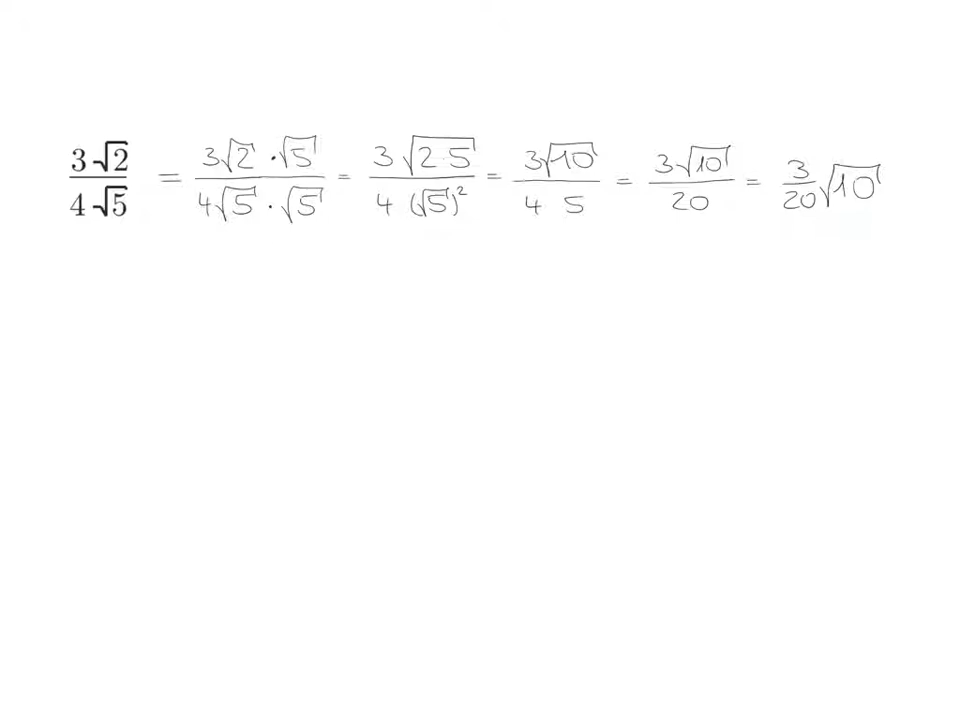 3√2/4√5 = 3√2 · √5/4√5 · √5 = 3 √2 5/4 (√5)² = 3√10/4 5 = 3√10/20 = 3/20 √10